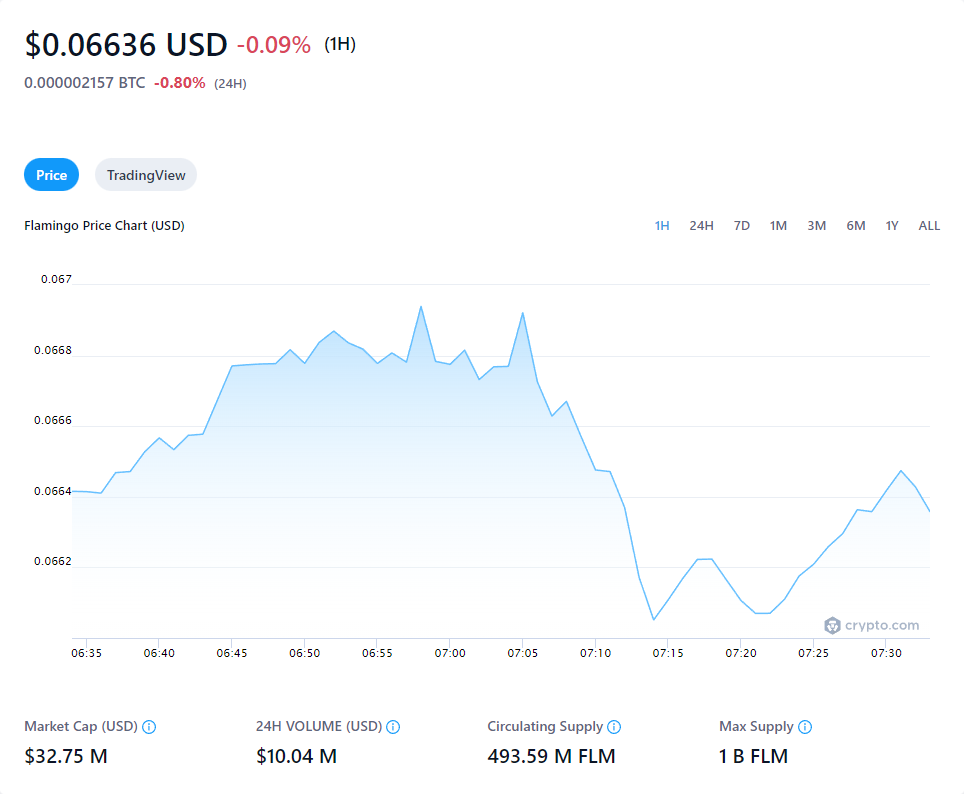 $0.06636 USD -0.09% (1H)
0.000002157 BTC -0.80% (24H)
Price TradingView
Flamingo Price Chart (USD) 1H 24H 7D 1M 3M 6M 1Y ALL
0.067
0.0668
0.0666
0.0664
0.0662
crypto.com
06:35 06:40 06:45 06:50 06:55 07:00 07:05 07:10 07:15 07:20 07:25 07:30
Market Cap (USD) 24H VOLUME (USD) Circulating Supply Max Supply
$32.75 M $10.04 M 493.59 M FLM 1 B FLM